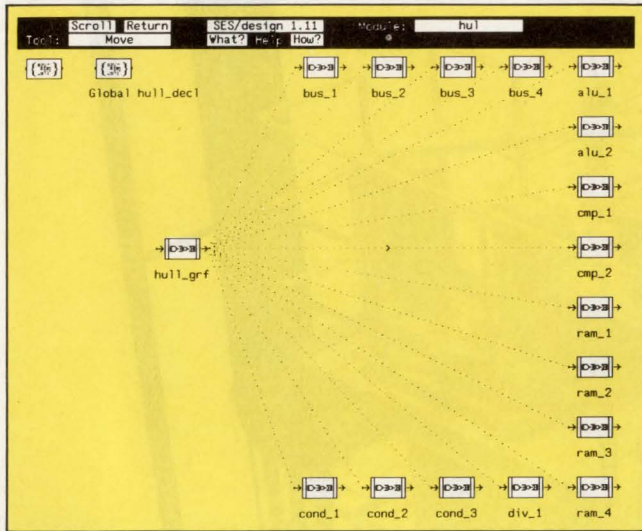 Scroll Return SES/design 1.11 Module: hul
Tool: Move What? Help How?
Global hull_decl
bus_1 bus_2 bus_3 bus_4 alu_1
alu_2
cmp_1
hull_grf
cmp_2
ram_1
ram_2
ram_3
cond_1 cond_2 cond_3 div_1 ram_4